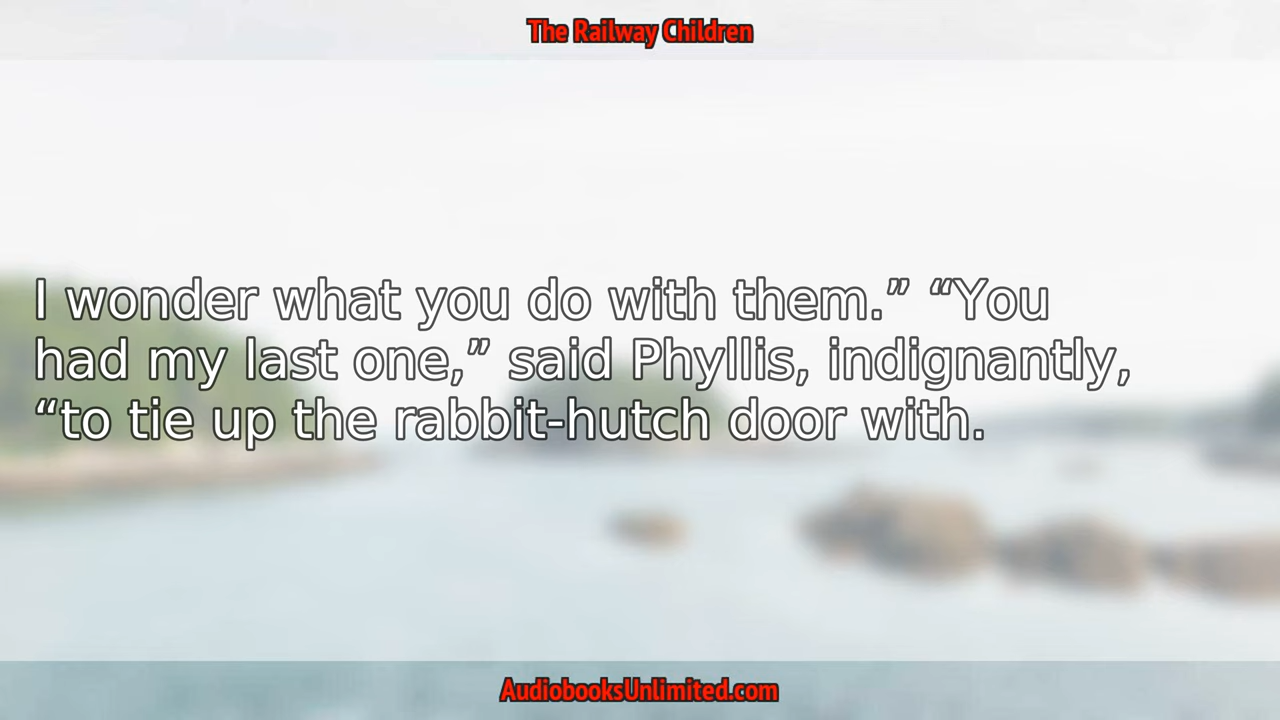 The Railway Children
I wonder what you do with them.” “You
had my last one,” said Phyllis, indignantly,
“to tie up the rabbit-hutch door with.
AudiobooksUnlimited.com